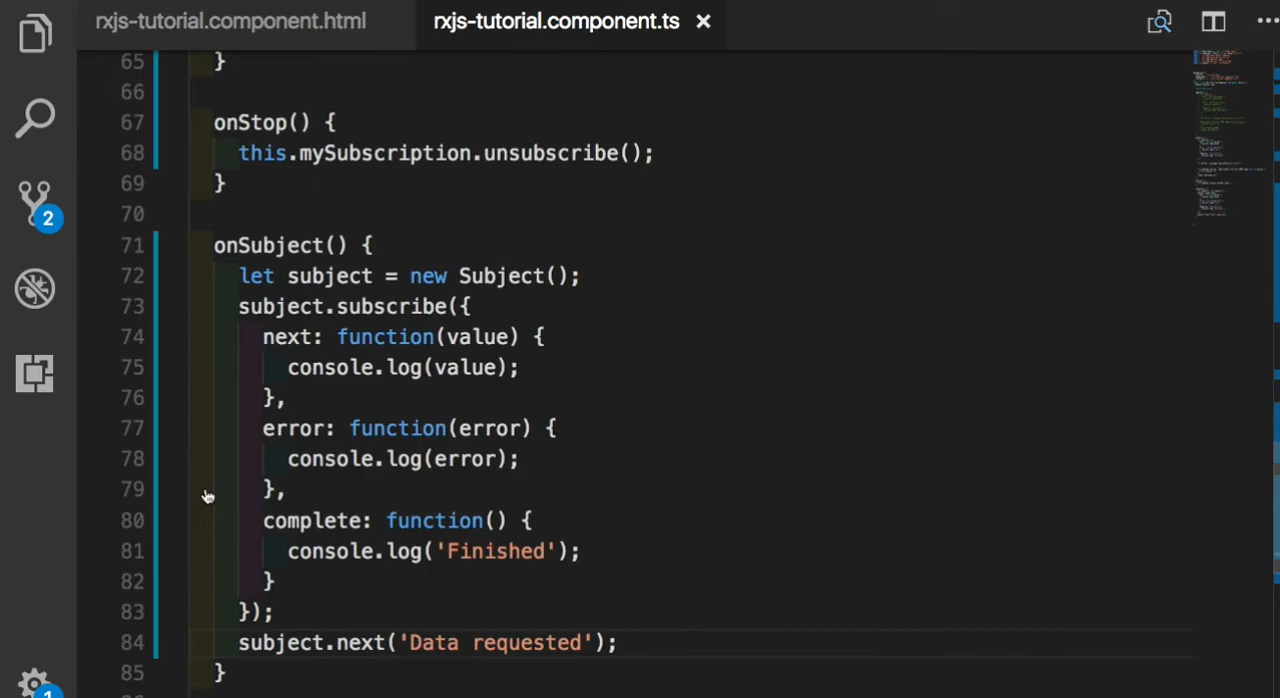 rxjs-tutorial.component.html
rxjs-tutorial.component.ts
65 }
66
67 onStop() {
68 this.mySubscription.unsubscribe();
69 }
70
71 onSubject() {
72 let subject = new Subject();
73 subject.subscribe({
74 next: function(value) {
75 console.log(value);
76 },
77 error: function(error) {
78 console.log(error);
79 },
80 complete: function() {
81 console.log('Finished');
82 }
83 });
84 subject.next('Data requested');
85 }
2
1